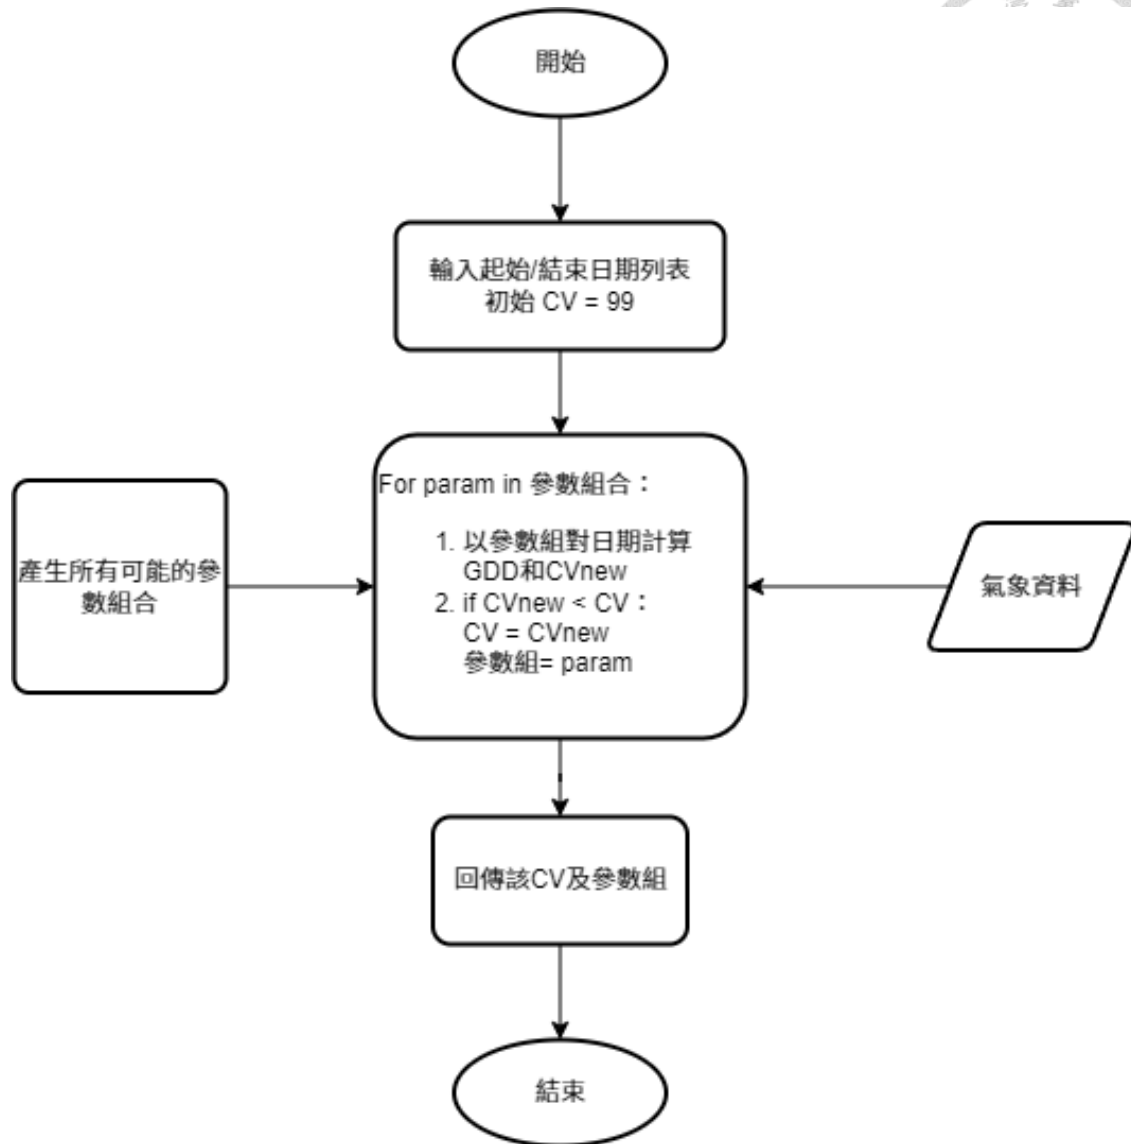 開始
輸入起始/結束日期列表
初始 CV = 99
For param in 參數組合：
1. 以參數組對日期計算
GDD和CVnew
2. if CVnew < CV：
CV = CVnew
參數組= param
產生所有可能的參
數組合
氣象資料
回傳該CV及參數組
結束